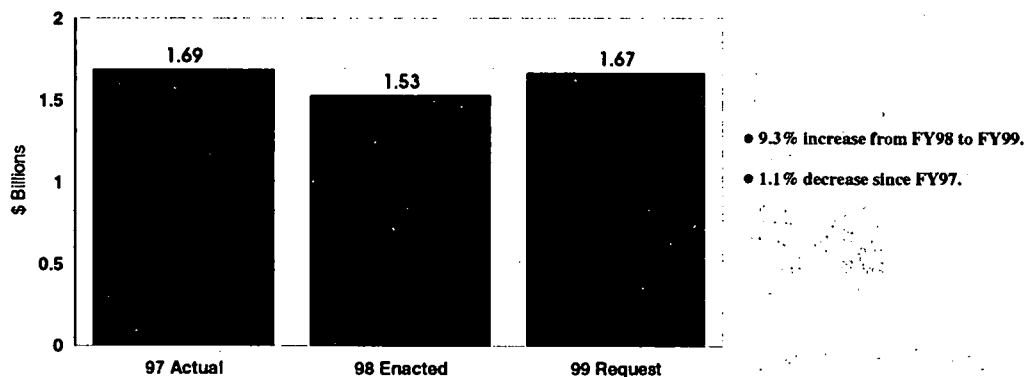 2
1.69
1.53
1.67
1.5
1
0.5
0
$ Billions
97 Actual
98 Enacted
99 Request
● 9.3% increase from FY98 to FY99.
● 1.1% decrease since FY97.